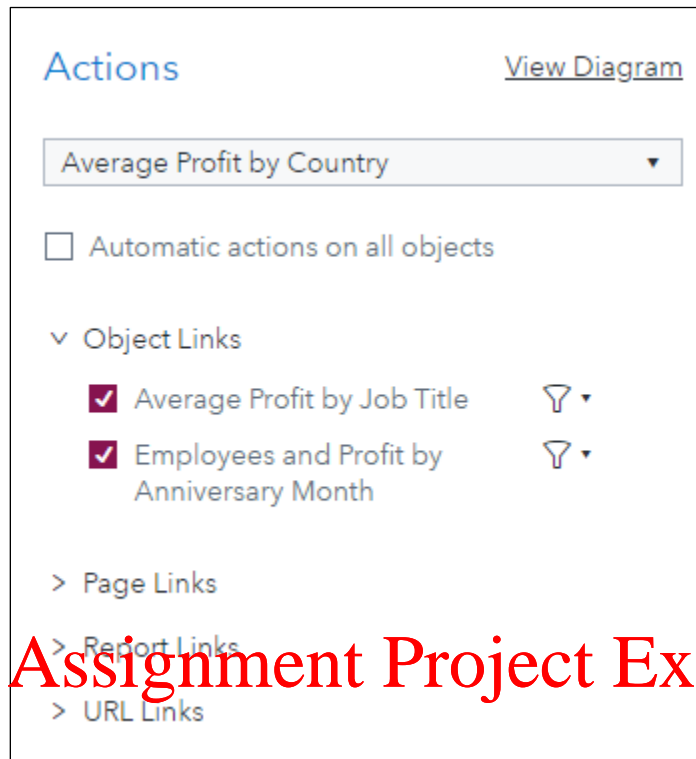 Actions
View Diagram
Average Profit by Country
Automatic actions on all objects
Object Links
Average Profit by Job Title
Employees and Profit by
Anniversary Month
Page Links
Report Links
Assignment Project Ex
URL Links